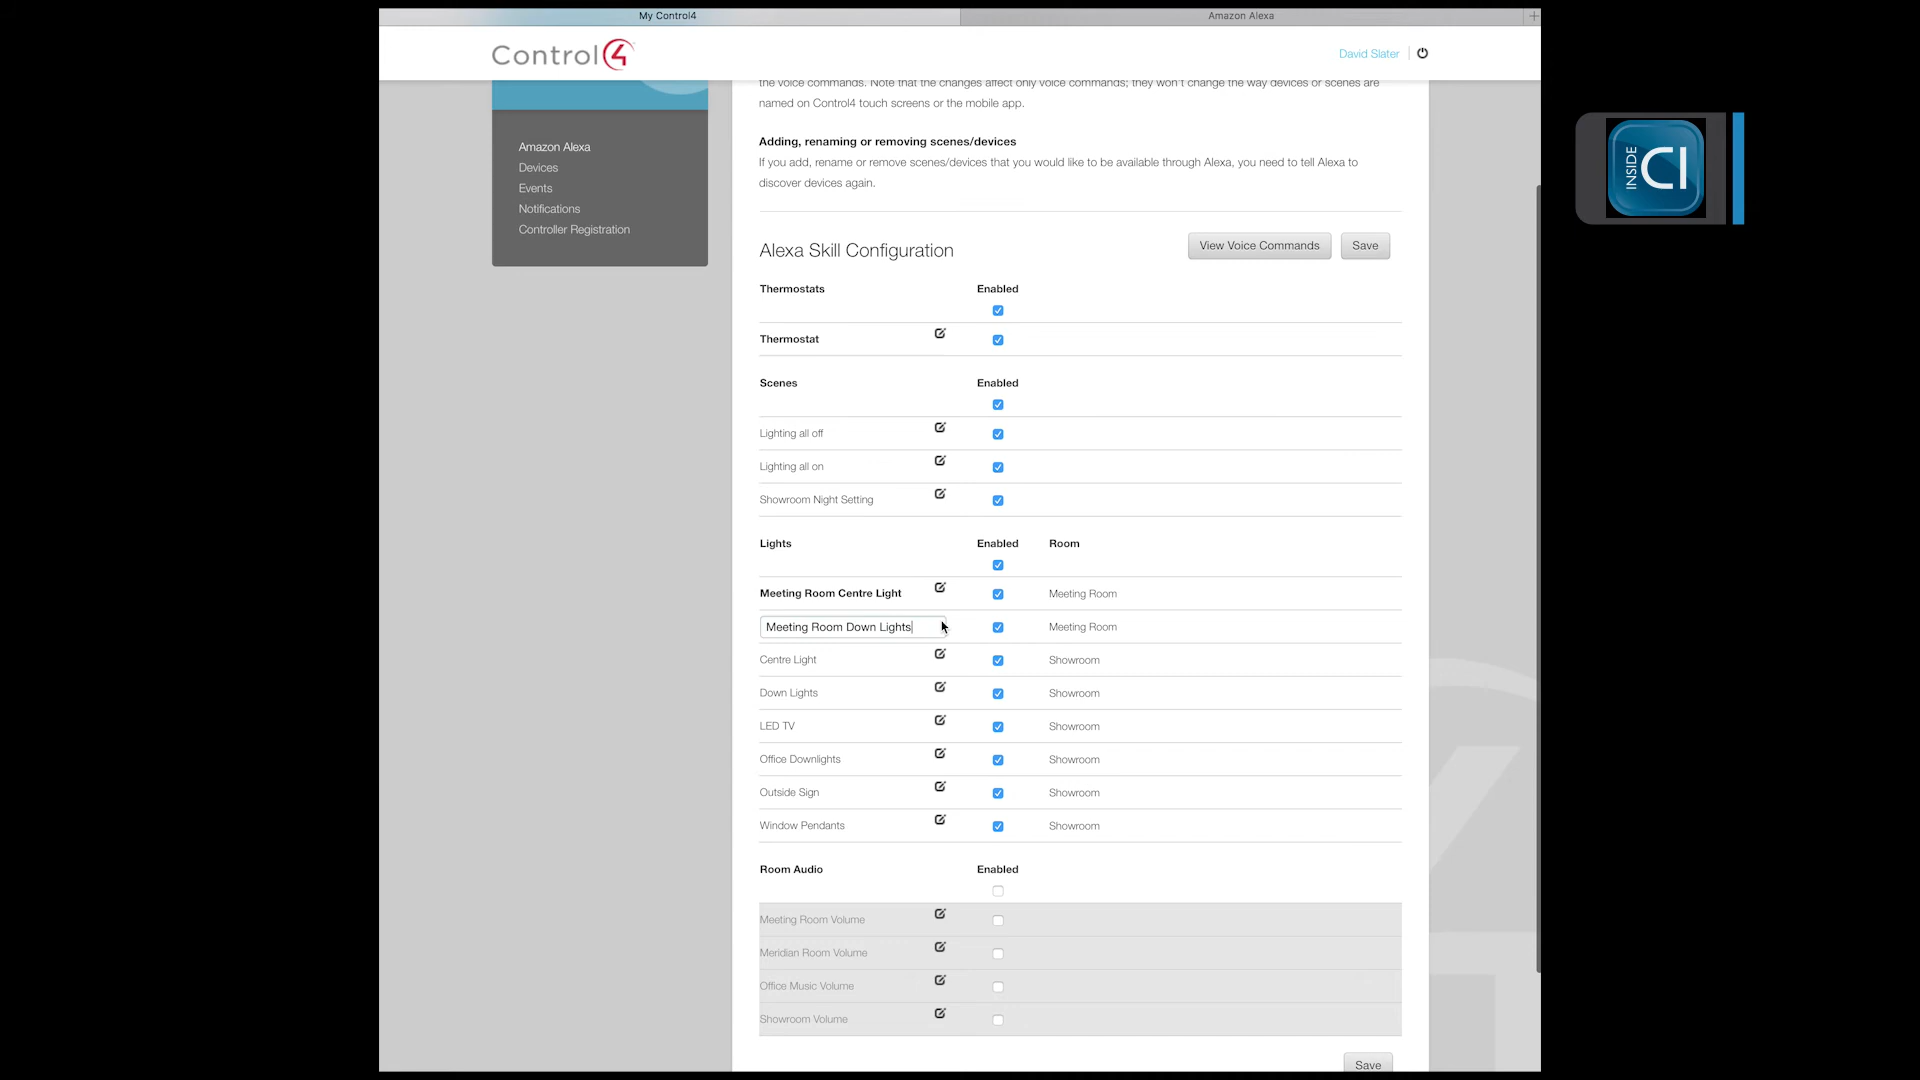 My Control4
Amazon Alexa
Control4
David Slater
the voice commands. Note that the changes affect only voice commands; they won't change the way devices or scenes are
named on Control4 touch screens or the mobile app.
Amazon Alexa
Devices
Events
Notifications
Controller Registration
Adding, renaming or removing scenes/devices
If you add, rename or remove scenes/devices that you would like to be available through Alexa, you need to tell Alexa to
discover devices again.
INSIDE CI
Alexa Skill Configuration
View Voice Commands
Save
Thermostats Enabled
Thermostat
Scenes Enabled
Lighting all off
Lighting all on
Showroom Night Setting
Lights Enabled Room
Meeting Room Centre Light Meeting Room
Meeting Room Down Lights Meeting Room
Centre Light Showroom
Down Lights Showroom
LED TV Showroom
Office Downlights Showroom
Outside Sign Showroom
Window Pendants Showroom
Room Audio Enabled
Meeting Room Volume
Meridian Room Volume
Office Music Volume
Showroom Volume
Save